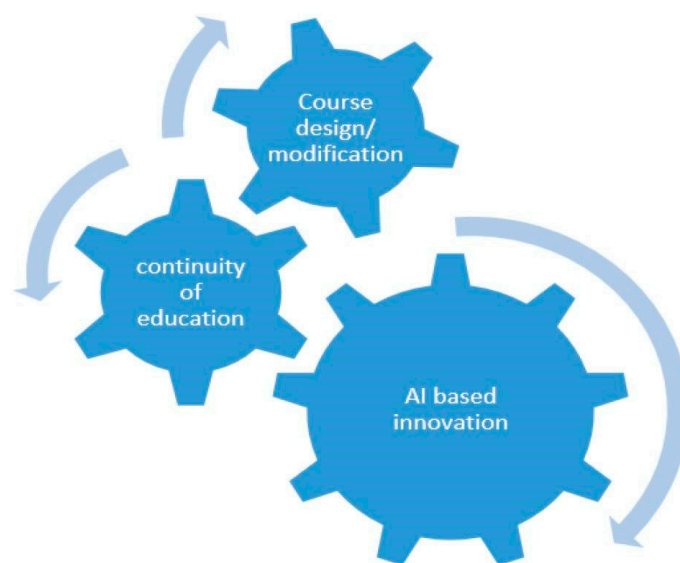 Course
design/
modification
continuity
of
education
AI based
innovation